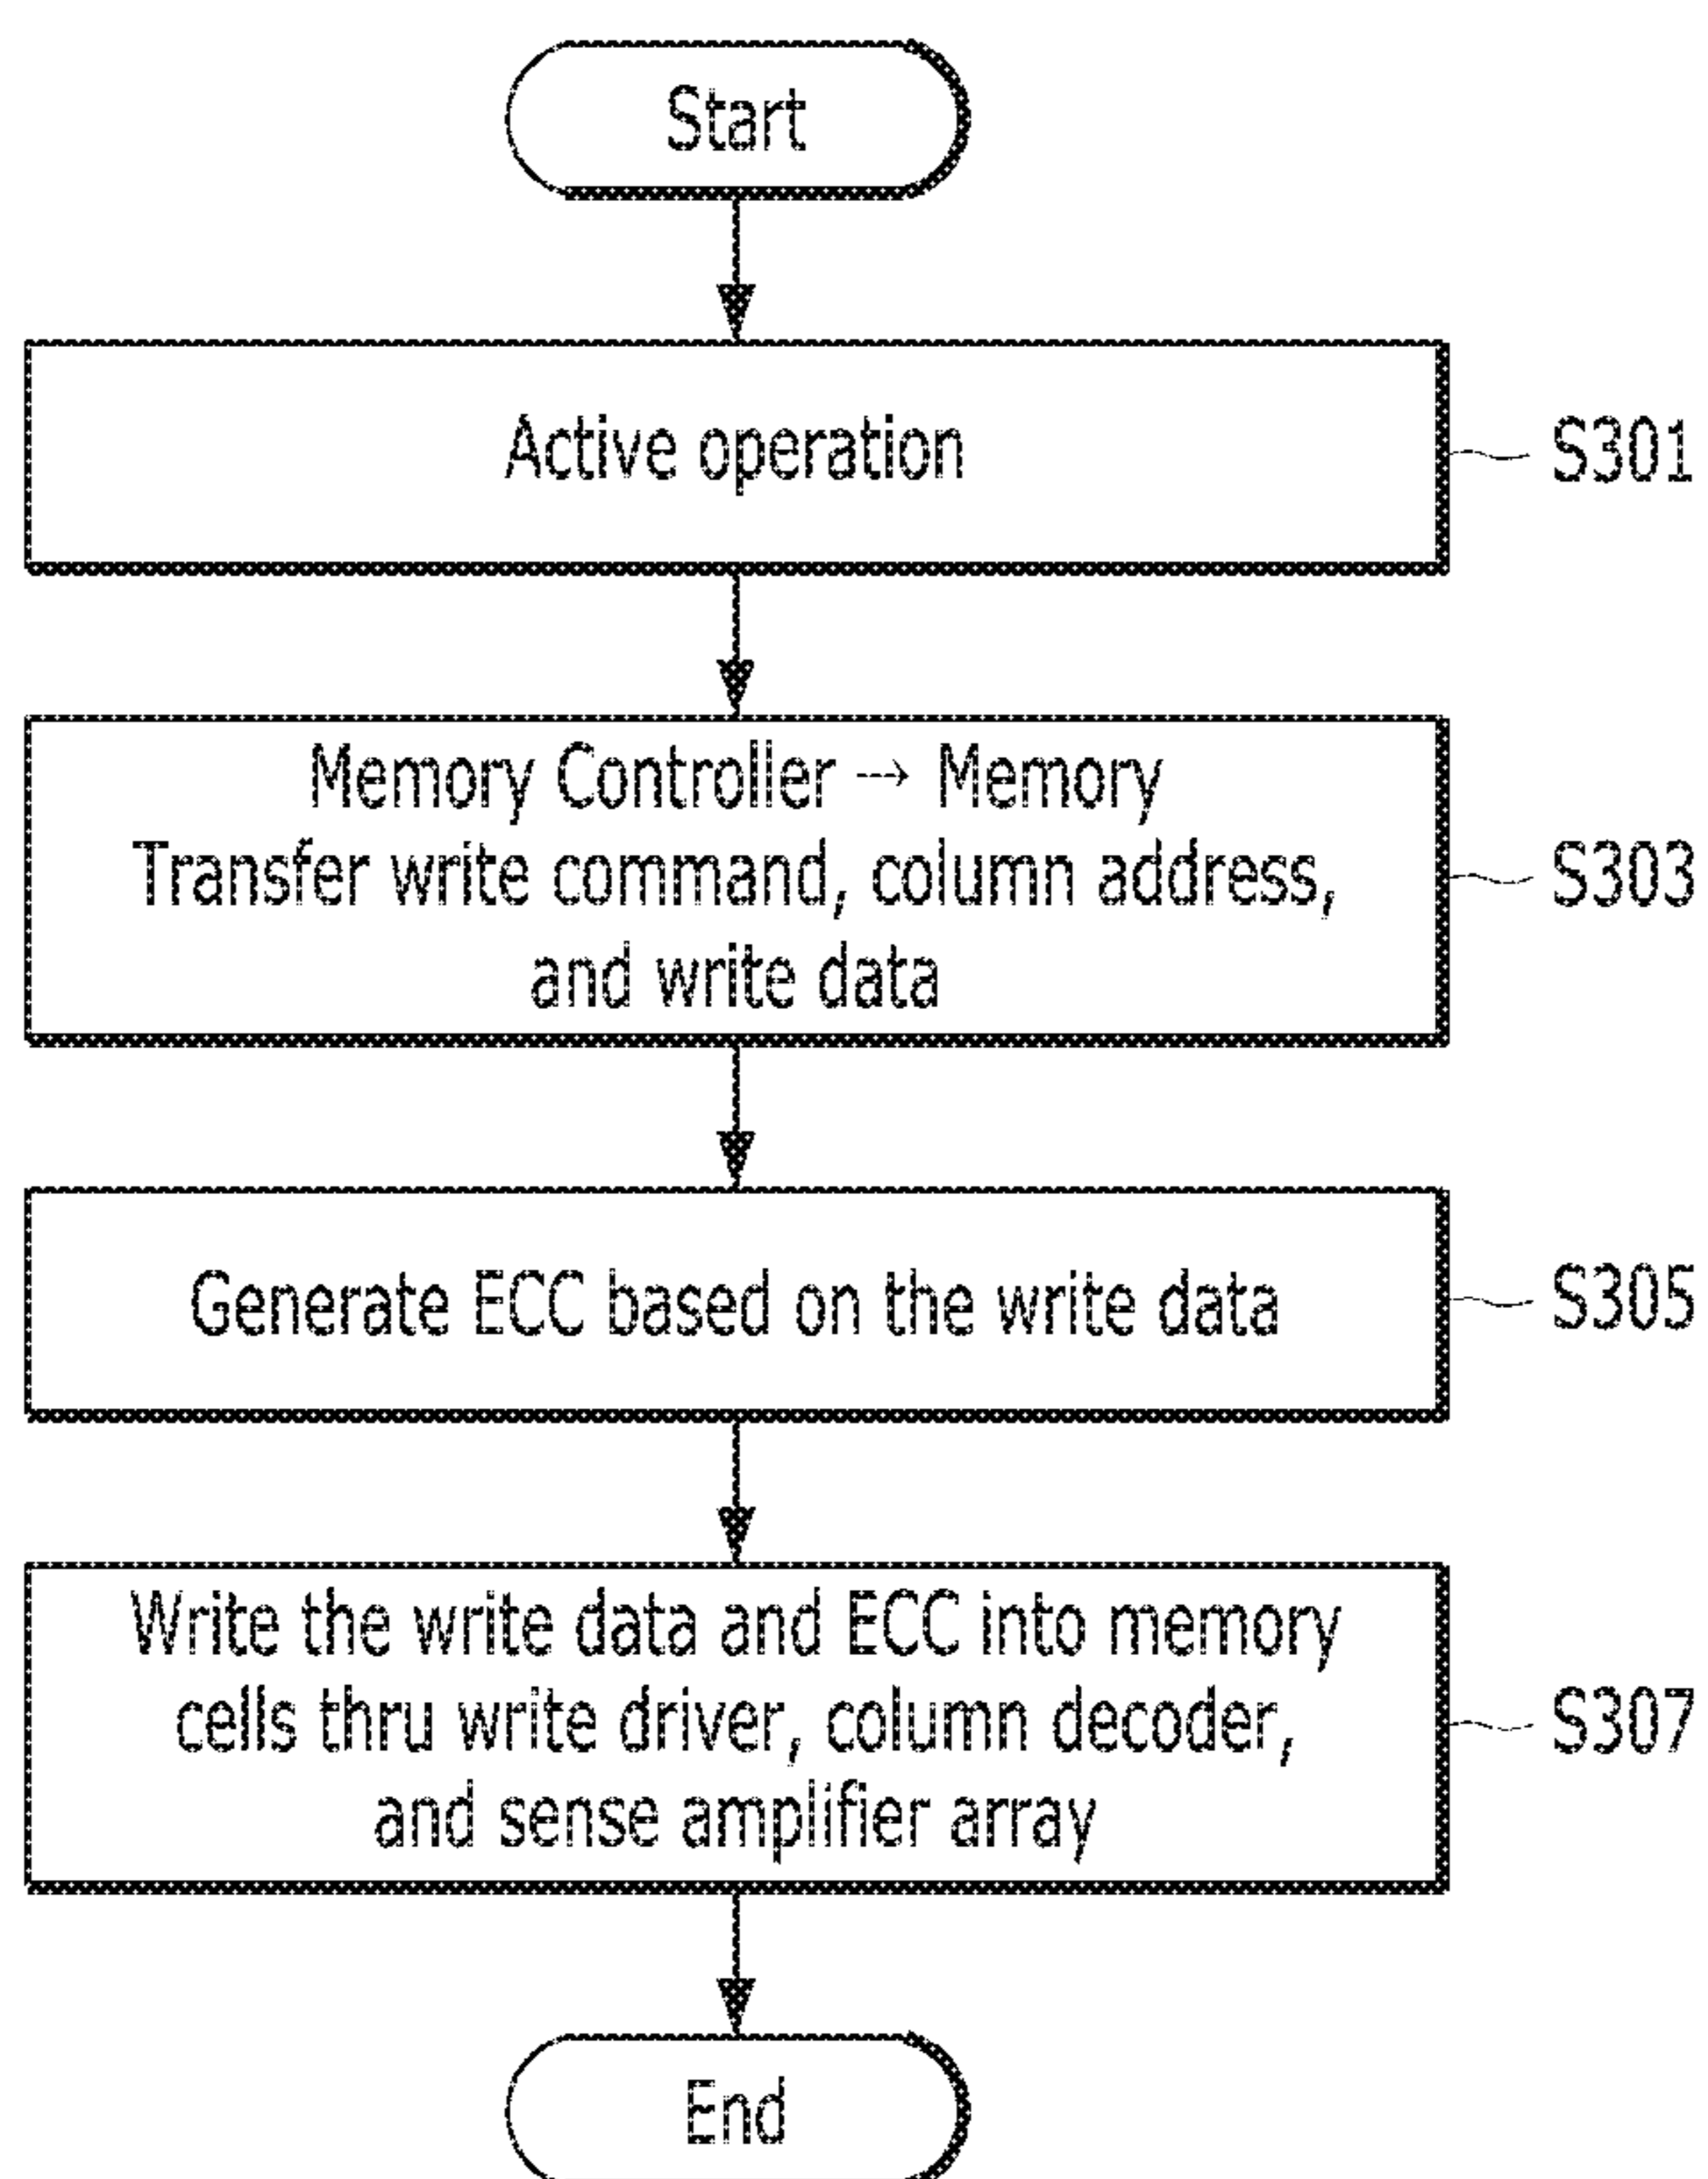 Start
Active operation
S301
Memory Controller → Memory
Transfer write command, column address,
and write data
S303
Generate ECC based on the write data
S305
Write the write data and ECC into memory
cells thru write driver, column decoder,
and sense amplifier array
S307
End